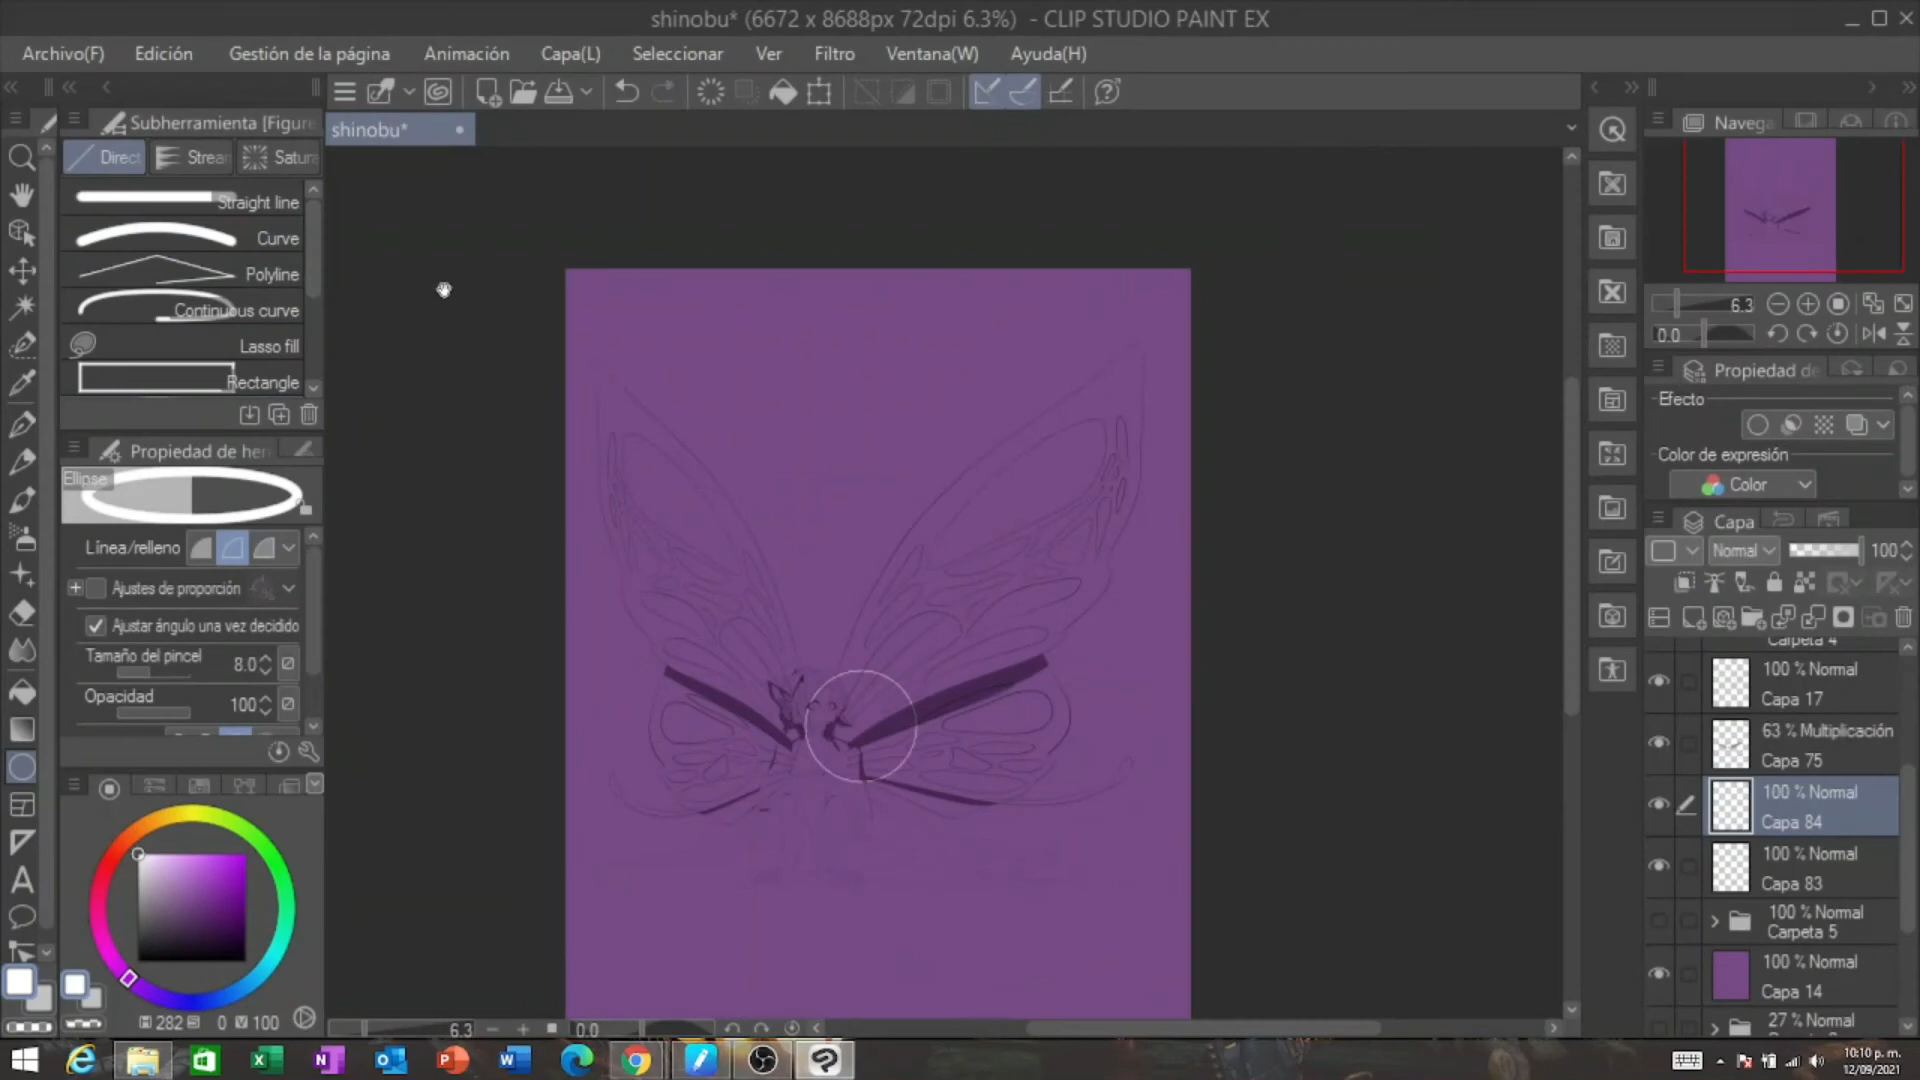 shinobu* (6672 x 8688px 72dpi 6.3%) - CLIP STUDIO PAINT EX
Archivo(F) Edición Gestión de la página Animación Capa(L) Seleccionar Ver Filtro Ventana(W) Ayuda(H)
Subherramienta [Figure
shinobu*
Direct Strear Satura
Straight line
Curve
Polyline
Continuous curve
Lasso fill
Rectangle
Propiedad de her
Ellipse
Línea/relleno
Ajustes de proporción
Ajustar ángulo una vez decidido
Tamaño del pincel 8.0
Opacidad 100
282 0 V 100
6.3 0.0
Navega
6.3
0.0
Propiedad de
Efecto
Color de expresión
Color
Capa
Normal 100
Carpeta 4
100 % Normal
Capa 17
63 % Multiplicación
Capa 75
100 % Normal
Capa 84
100 % Normal
Capa 83
100 % Normal
Carpeta 5
100 % Normal
Capa 14
27 % Normal
10:10 p. m.
12/09/2021